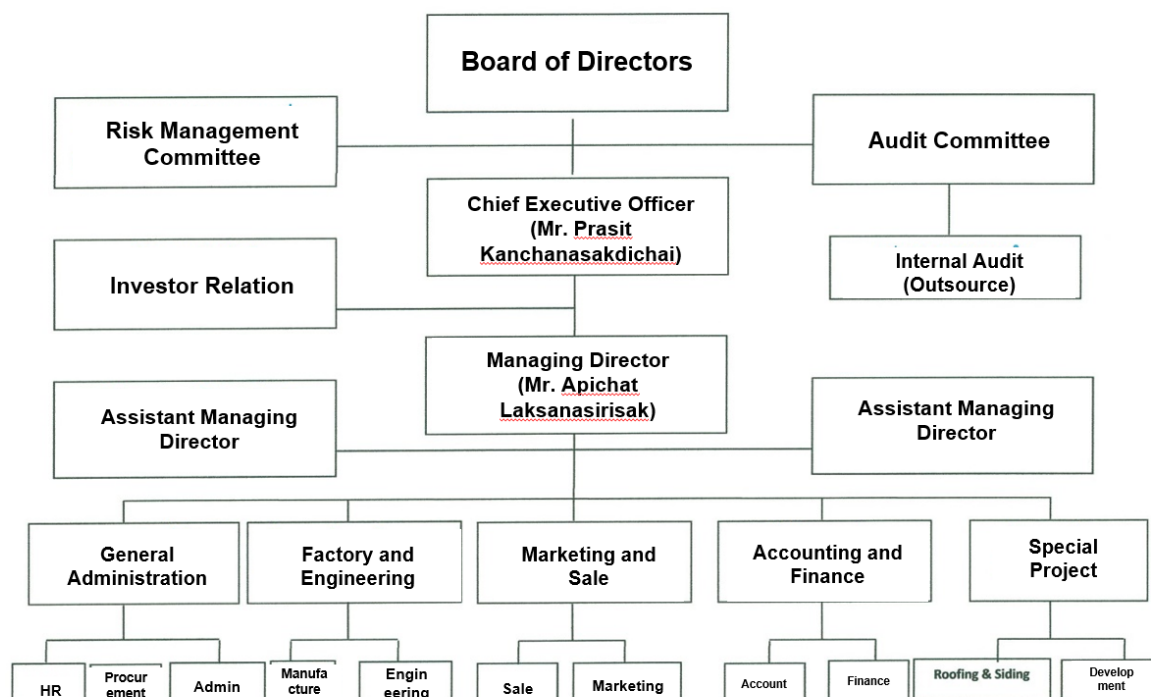 Board of Directors
Risk Management
Committee
Audit Committee
Chief Executive Officer
(Mr. Prasit
Kanchanasakdichai)
Internal Audit
(Outsource)
Investor Relation
Managing Director
(Mr. Apichat
Laksanasirisak)
Assistant Managing
Director
Assistant Managing
Director
General
Administration
Factory and
Engineering
Marketing and
Sale
Accounting and
Finance
Special
Project
HR
Procur
ement
Admin
Manufa
cture
Engin
eering
Sale
Marketing
Account
Finance
Roofing & Siding
Develop
ment